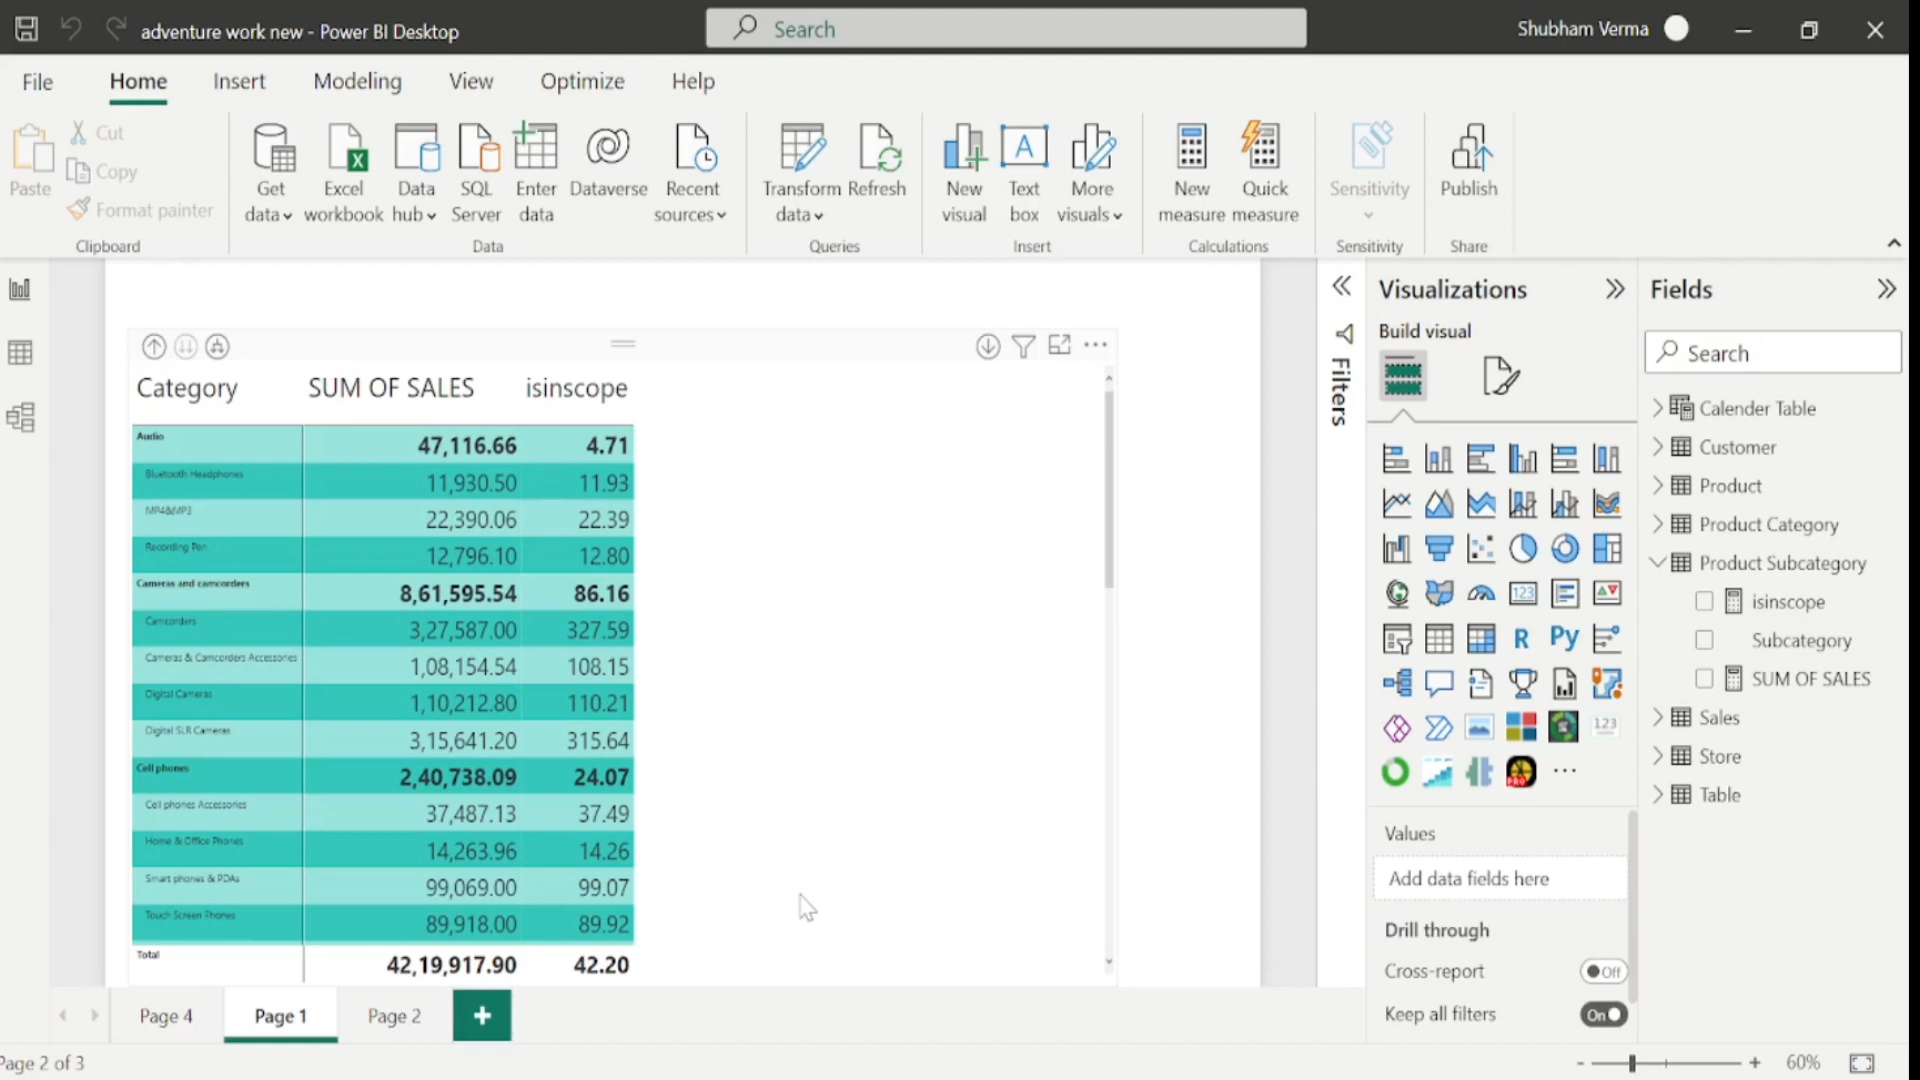 adventure work new - Power BI Desktop
Search
Shubham Verma
File
Home
Insert
Modeling
View
Optimize
Help
Paste
Cut
Copy
Format painter
Clipboard
Get data
Excel workbook
Data hub
SQL Server
Enter data
Dataverse
Recent sources
Data
Transform data
Refresh
Queries
New visual
Text box
More visuals
Insert
New measure
Quick measure
Calculations
Sensitivity
Sensitivity
Publish
Share
Category SUM OF SALES isinscope
Audio 47,116.66 4.71
Bluetooth Headphones 11,930.50 11.93
MP4&MP3 22,390.06 22.39
Recording Pen 12,796.10 12.80
Cameras and camcorders 8,61,595.54 86.16
Camcorders 3,27,587.00 327.59
Cameras & Camcorders Accessories 1,08,154.54 108.15
Digital Cameras 1,10,212.80 110.21
Digital SLR Cameras 3,15,641.20 315.64
Cell phones 2,40,738.09 24.07
Cell phones Accessories 37,487.13 37.49
Home & Office Phones 14,263.96 14.26
Smart phones & PDAs 99,069.00 99.07
Touch Screen Phones 89,918.00 89.92
Total 42,19,917.90 42.20
Filters
Visualizations
Build visual
R
Py
123
123
PRO
Values
Add data fields here
Drill through
Cross-report
Off
Keep all filters
On
Fields
Search
Calender Table
Customer
Product
Product Category
Product Subcategory
isinscope
Subcategory
SUM OF SALES
Sales
Store
Table
Page 4
Page 1
Page 2
Page 2 of 3
60%